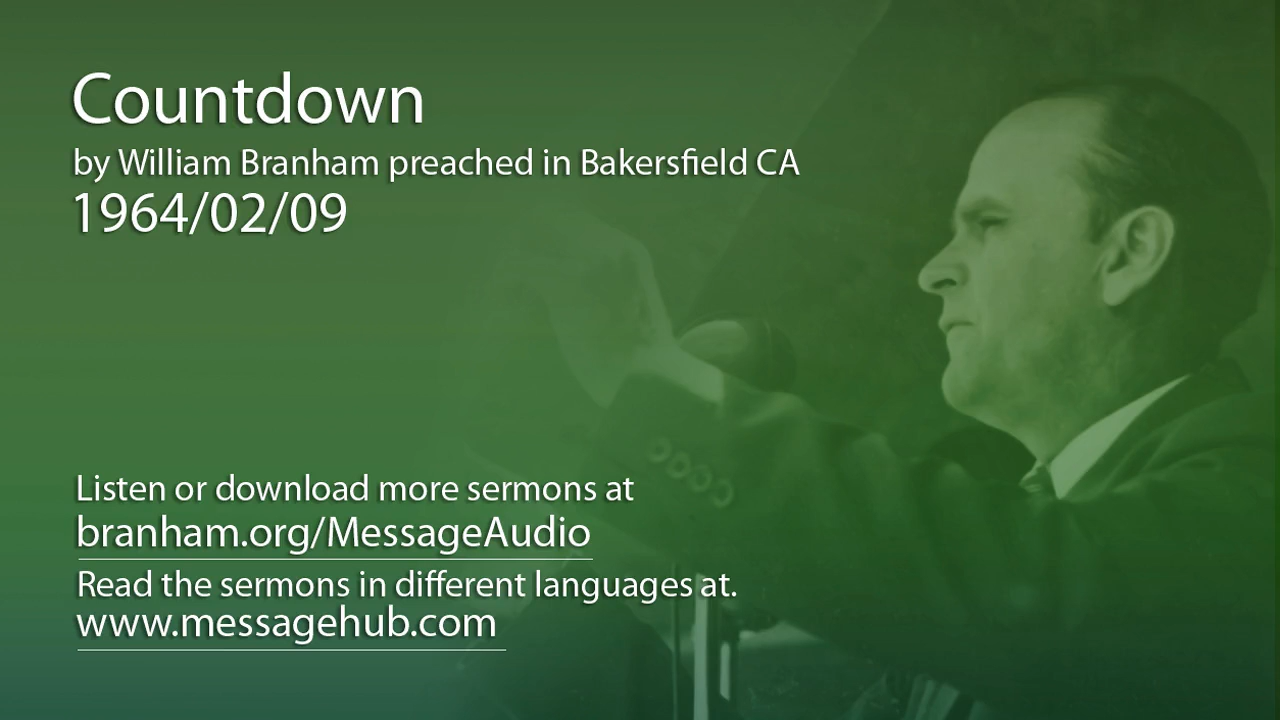 Countdown
by William Branham preached in Bakersfield CA
1964/02/09
Listen or download more sermons at
branham.org/MessageAudio
Read the sermons in different languages at.
www.messagehub.com